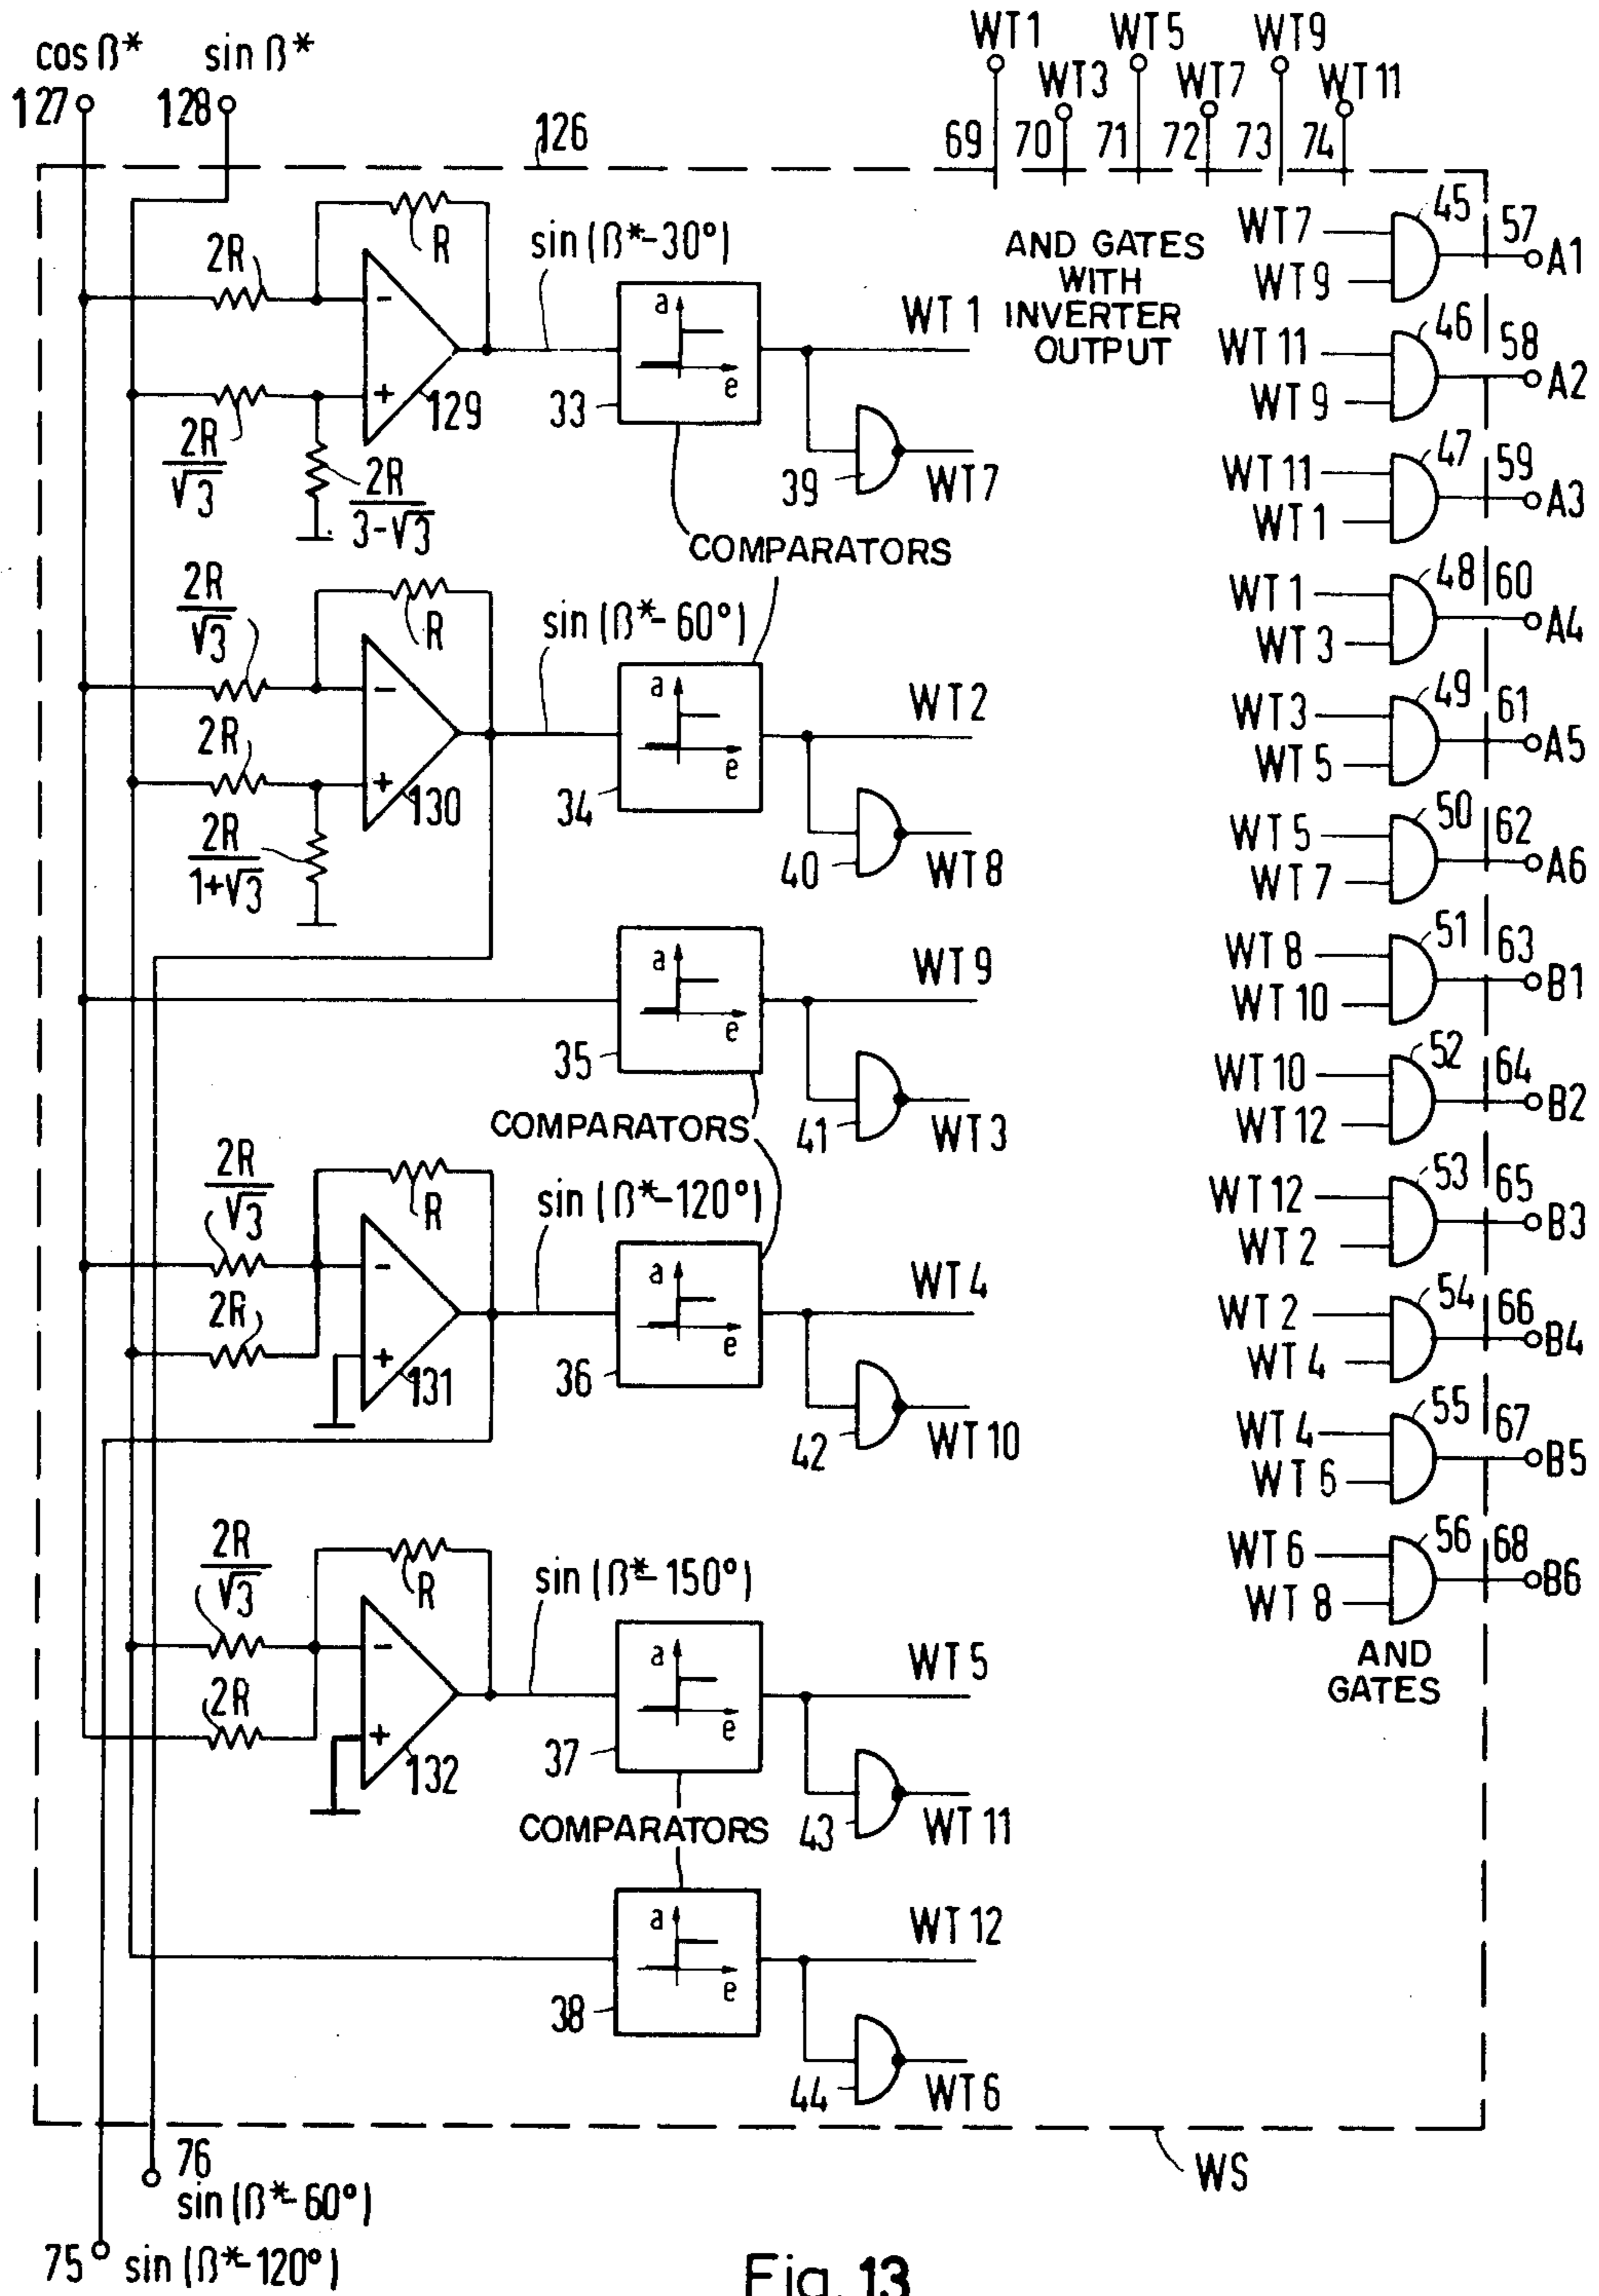 cos β* sin β*
127 128
126
WT1 WT5 WT9
WT3 WT7 WT11
69 70 71 72 73 74
R
2R
sin (β*-30°)
a
e
33
129
2R
√3
2R
3-√3
WT 1
39
WT7
AND GATES
WITH
INVERTER
OUTPUT
COMPARATORS
2R
√3
R
2R
sin (β*-60°)
a
e
34
130
2R
1+√3
WT2
40
WT8
a
e
35
WT 9
41
WT 3
COMPARATORS
2R
√3
R
2R
sin (β*-120°)
a
e
36
131
WT 4
42
WT 10
2R
√3
R
2R
sin (β*-150°)
a
e
37
132
WT 5
43
WT 11
COMPARATORS
a
e
38
WT 12
44
WT 6
WT7
WT9
45 57 A1
WT 11
WT 9
46 58 A2
WT 11
WT 1
47 59 A3
WT 1
WT 3
48 60 A4
WT3
WT 5
49 61 A5
WT 5
WT 7
50 62 A6
WT 8
WT 10
51 63 B1
WT 10
WT 12
52 64 B2
WT 12
WT 2
53 65 B3
WT 2
WT 4
54 66 B4
WT 4
WT 6
55 67 B5
WT 6
WT 8
56 68 B6
AND
GATES
WS
76
sin (β*-60°)
75 sin (β*-120°)
Fig. 13